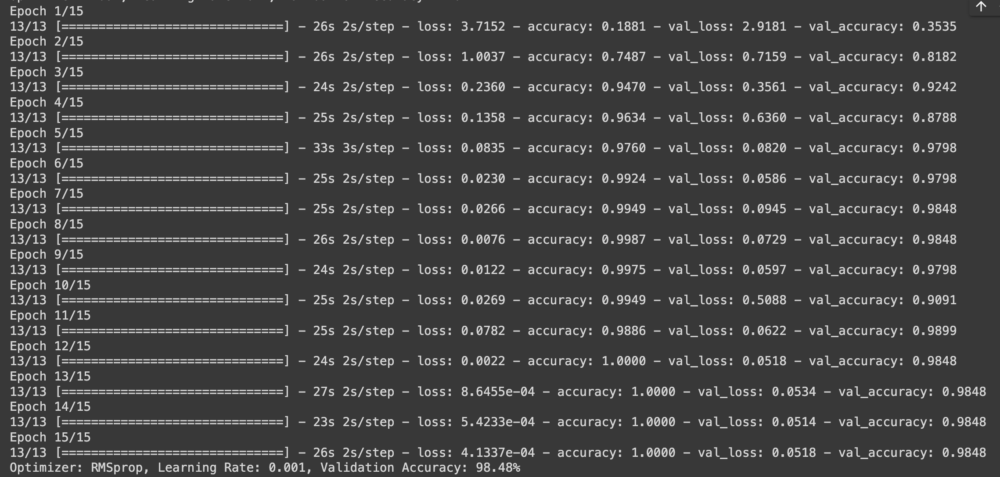 Epoch 1/15
13/13 [==============================] - 26s 2s/step - loss: 3.7152 - accuracy: 0.1881 - val_loss: 2.9181 - val_accuracy: 0.3535
Epoch 2/15
13/13 [==============================] - 26s 2s/step - loss: 1.0037 - accuracy: 0.7487 - val_loss: 0.7159 - val_accuracy: 0.8182
Epoch 3/15
13/13 [==============================] - 24s 2s/step - loss: 0.2360 - accuracy: 0.9470 - val_loss: 0.3561 - val_accuracy: 0.9242
Epoch 4/15
13/13 [==============================] - 25s 2s/step - loss: 0.1358 - accuracy: 0.9634 - val_loss: 0.6360 - val_accuracy: 0.8788
Epoch 5/15
13/13 [==============================] - 33s 3s/step - loss: 0.0835 - accuracy: 0.9760 - val_loss: 0.0820 - val_accuracy: 0.9798
Epoch 6/15
13/13 [==============================] - 25s 2s/step - loss: 0.0230 - accuracy: 0.9924 - val_loss: 0.0586 - val_accuracy: 0.9798
Epoch 7/15
13/13 [==============================] - 25s 2s/step - loss: 0.0266 - accuracy: 0.9949 - val_loss: 0.0945 - val_accuracy: 0.9848
Epoch 8/15
13/13 [==============================] - 26s 2s/step - loss: 0.0076 - accuracy: 0.9987 - val_loss: 0.0729 - val_accuracy: 0.9848
Epoch 9/15
13/13 [==============================] - 24s 2s/step - loss: 0.0122 - accuracy: 0.9975 - val_loss: 0.0597 - val_accuracy: 0.9798
Epoch 10/15
13/13 [==============================] - 25s 2s/step - loss: 0.0269 - accuracy: 0.9949 - val_loss: 0.5088 - val_accuracy: 0.9091
Epoch 11/15
13/13 [==============================] - 25s 2s/step - loss: 0.0782 - accuracy: 0.9886 - val_loss: 0.0622 - val_accuracy: 0.9899
Epoch 12/15
13/13 [==============================] - 24s 2s/step - loss: 0.0022 - accuracy: 1.0000 - val_loss: 0.0518 - val_accuracy: 0.9848
Epoch 13/15
13/13 [==============================] - 27s 2s/step - loss: 8.6455e-04 - accuracy: 1.0000 - val_loss: 0.0534 - val_accuracy: 0.9848
Epoch 14/15
13/13 [==============================] - 23s 2s/step - loss: 5.4233e-04 - accuracy: 1.0000 - val_loss: 0.0514 - val_accuracy: 0.9848
Epoch 15/15
13/13 [==============================] - 26s 2s/step - loss: 4.1337e-04 - accuracy: 1.0000 - val_loss: 0.0518 - val_accuracy: 0.9848
Optimizer: RMSprop, Learning Rate: 0.001, Validation Accuracy: 98.48%